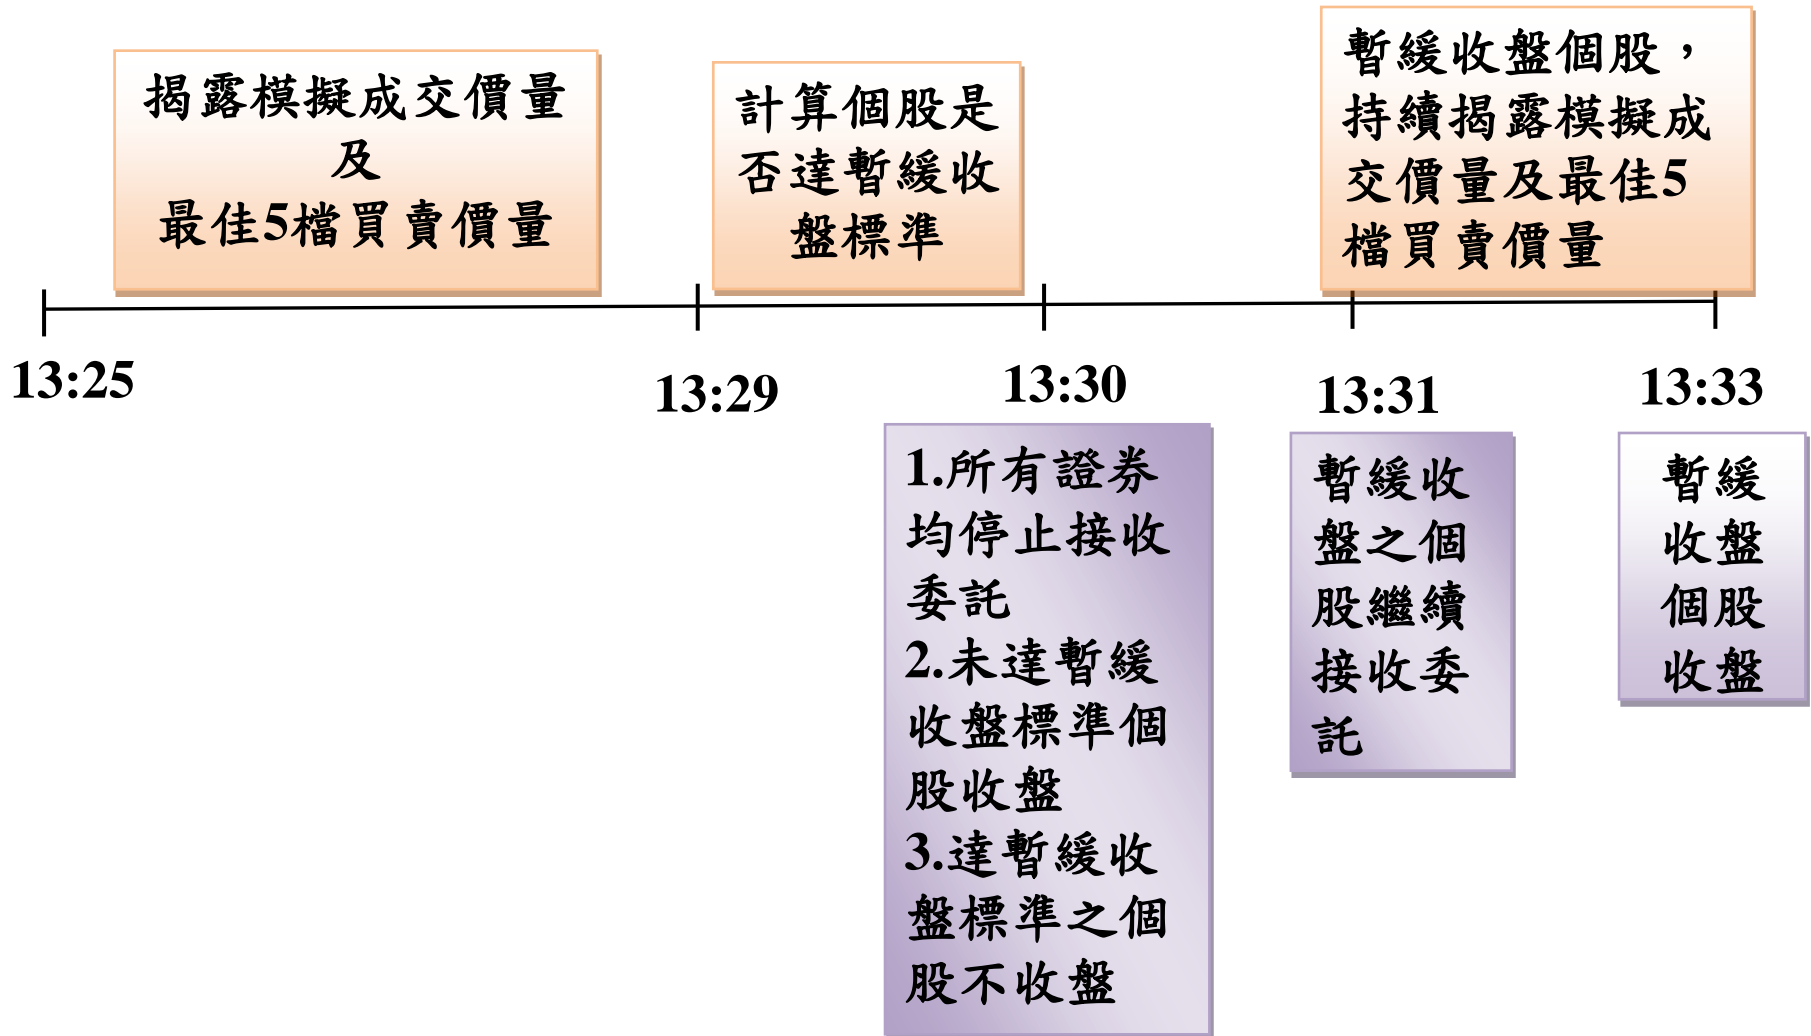 揭露模擬成交價量
及
最佳5檔買賣價量
計算個股是
否達暫緩收
盤標準
暫緩收盤個股，
持續揭露模擬成
交價量及最佳5
檔買賣價量
13:25
13:29
13:30
13:31
13:33
1.所有證券
均停止接收
委託
2.未達暫緩
收盤標準個
股收盤
3.達暫緩收
盤標準之個
股不收盤
暫緩收
盤之個
股繼續
接收委
託
暫緩
收盤
個股
收盤